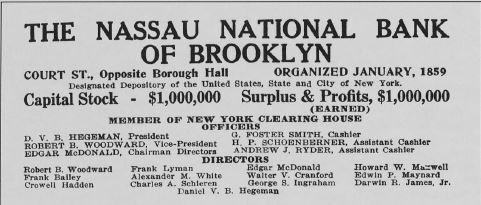 THE NASSAU NATIONAL BANK
OF BROOKLYN
COURT ST., Opposite Borough Hall ORGANIZED JANUARY, 1859
Designated Depository of the United States, State and City of New York.
Capital Stock - $1,000,000 Surplus & Profits, $1,000,000
(EARNED)
MEMBER OF NEW YORK CLEARING HOUSE
OFFICERS
D. V. B. HEGEMAN, President G. FOSTER SMITH, Cashier
ROBERT B. WOODWARD, Vice-President H. P. SCHOENBERNER, Assistant Cashier
EDGAR McDONALD, Chairman Directors ANDREW J. RYDER, Assistant Cashier
DIRECTORS
Robert B. Woodward Frank Lyman Edgar McDonald Howard W. Maxwell
Frank Bailey Alexander M. White Walter V. Cranford Edwin P. Maynard
Crowell Hadden Charles A. Schieren George S. Ingraham Darwin R. James, Jr.
Daniel V. B. Hegeman